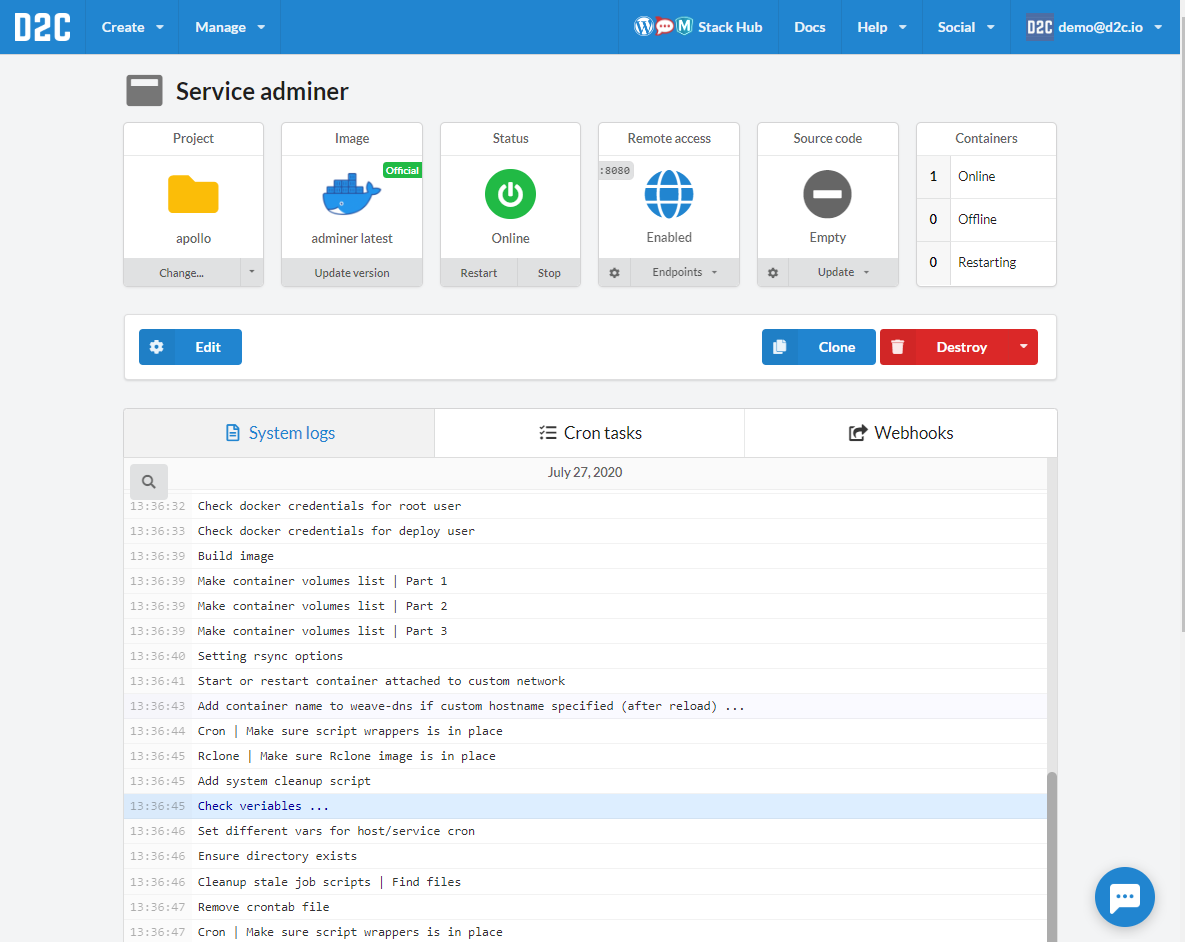 D2C Create Manage Stack Hub Docs Help Social D2C demo@d2c.io
Service adminer
Project
apollo
Change...
Image
Official
adminer latest
Update version
Status
Online
Restart Stop
Remote access
:8080
Enabled
Endpoints
Source code
Empty
Update
Containers
1 Online
0 Offline
0 Restarting
Edit Clone Destroy
System logs Cron tasks Webhooks
July 27, 2020
13:36:32 Check docker credentials for root user
13:36:33 Check docker credentials for deploy user
13:36:39 Build image
13:36:39 Make container volumes list | Part 1
13:36:39 Make container volumes list | Part 2
13:36:39 Make container volumes list | Part 3
13:36:40 Setting rsync options
13:36:41 Start or restart container attached to custom network
13:36:43 Add container name to weave-dns if custom hostname specified (after reload) ...
13:36:44 Cron | Make sure script wrappers is in place
13:36:45 Rclone | Make sure Rclone image is in place
13:36:45 Add system cleanup script
13:36:45 Check veriables ...
13:36:46 Set different vars for host/service cron
13:36:46 Ensure directory exists
13:36:46 Cleanup stale job scripts | Find files
13:36:47 Remove crontab file
13:36:47 Cron | Make sure script wrappers is in place